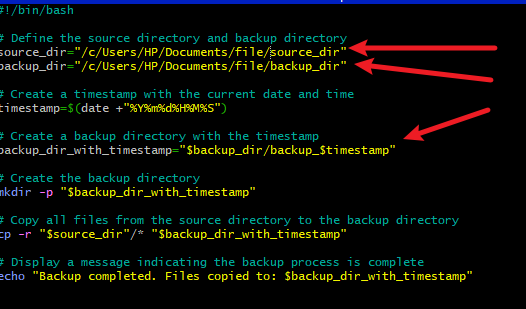 #!/bin/bash
# Define the source directory and backup directory
source_dir="/c/Users/HP/Documents/file/source_dir"
backup_dir="/c/Users/HP/Documents/file/backup_dir"
# Create a timestamp with the current date and time
timestamp=$(date +"%Y%m%d%H%M%S")
# Create a backup directory with the timestamp
backup_dir_with_timestamp="$backup_dir/backup_$timestamp"
# Create the backup directory
mkdir -p "$backup_dir_with_timestamp"
# Copy all files from the source directory to the backup directory
cp -r "$source_dir"/* "$backup_dir_with_timestamp"
# Display a message indicating the backup process is complete
echo "Backup completed. Files copied to: $backup_dir_with_timestamp"